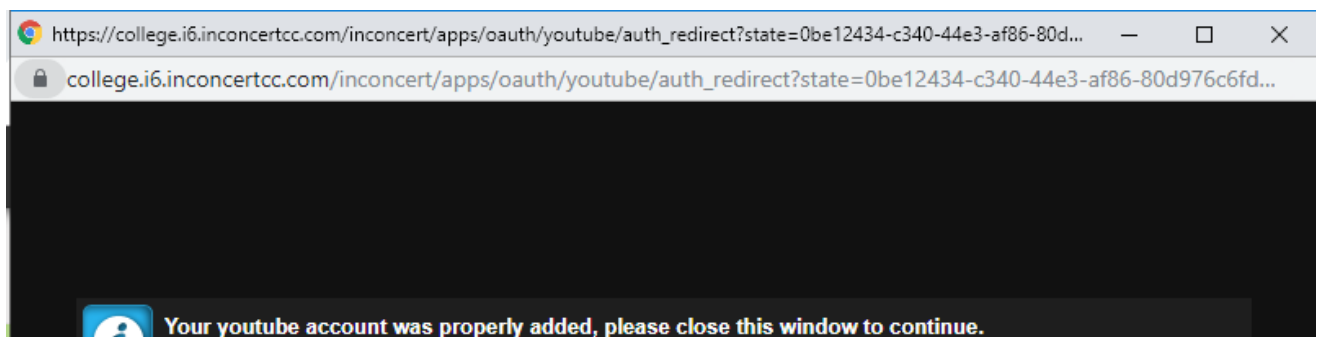 https://college.i6.inconcertcc.com/inconcert/apps/oauth/youtube/auth_redirect?state=0be12434-c340-44e3-af86-80d...
college.i6.inconcertcc.com/inconcert/apps/oauth/youtube/auth_redirect?state=0be12434-c340-44e3-af86-80d976c6fd...
Your youtube account was properly added, please close this window to continue.